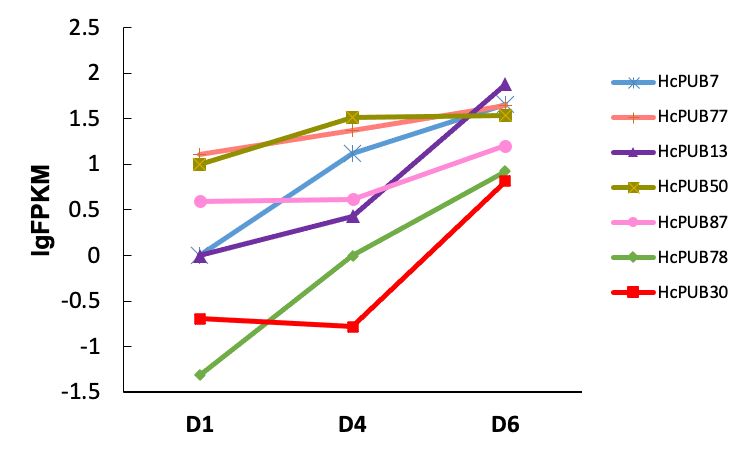 2.5
2
1.5
1
0.5
0
-0.5
-1
-1.5
lgFPKM
D1 D4 D6
HcPUB7
HcPUB77
HcPUB13
HcPUB50
HcPUB87
HcPUB78
HcPUB30